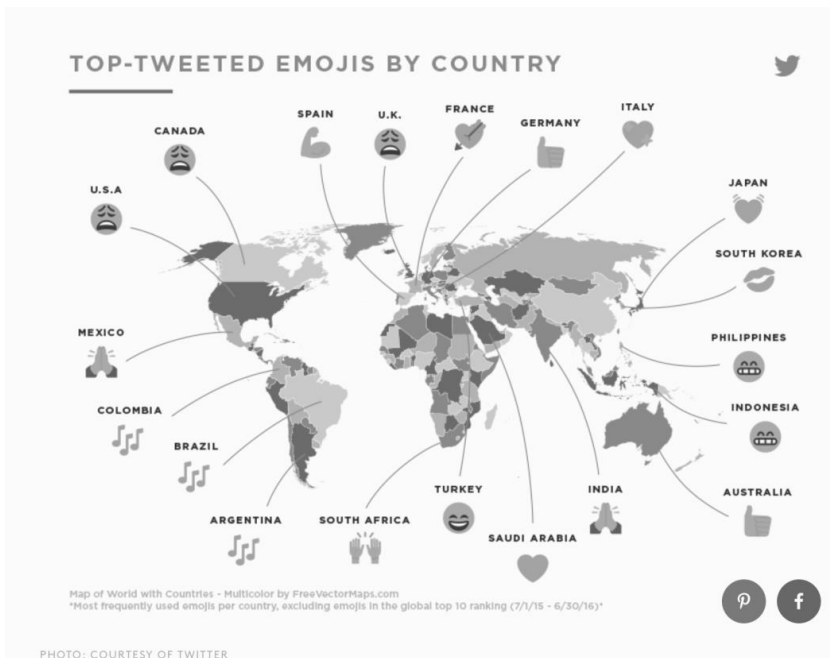 TOP-TWEETED EMOJIS BY COUNTRY
CANADA
SPAIN
U.K.
FRANCE
GERMANY
ITALY
U.S.A
JAPAN
SOUTH KOREA
MEXICO
PHILIPPINES
COLOMBIA
INDONESIA
BRAZIL
ARGENTINA
SOUTH AFRICA
TURKEY
SAUDI ARABIA
INDIA
AUSTRALIA
Map of World with Countries - Multicolor by FreeVectorMaps.com
*Most frequently used emojis per country, excluding emojis in the global top 10 ranking (7/1/15 - 6/30/16)*
PHOTO: COURTESY OF TWITTER